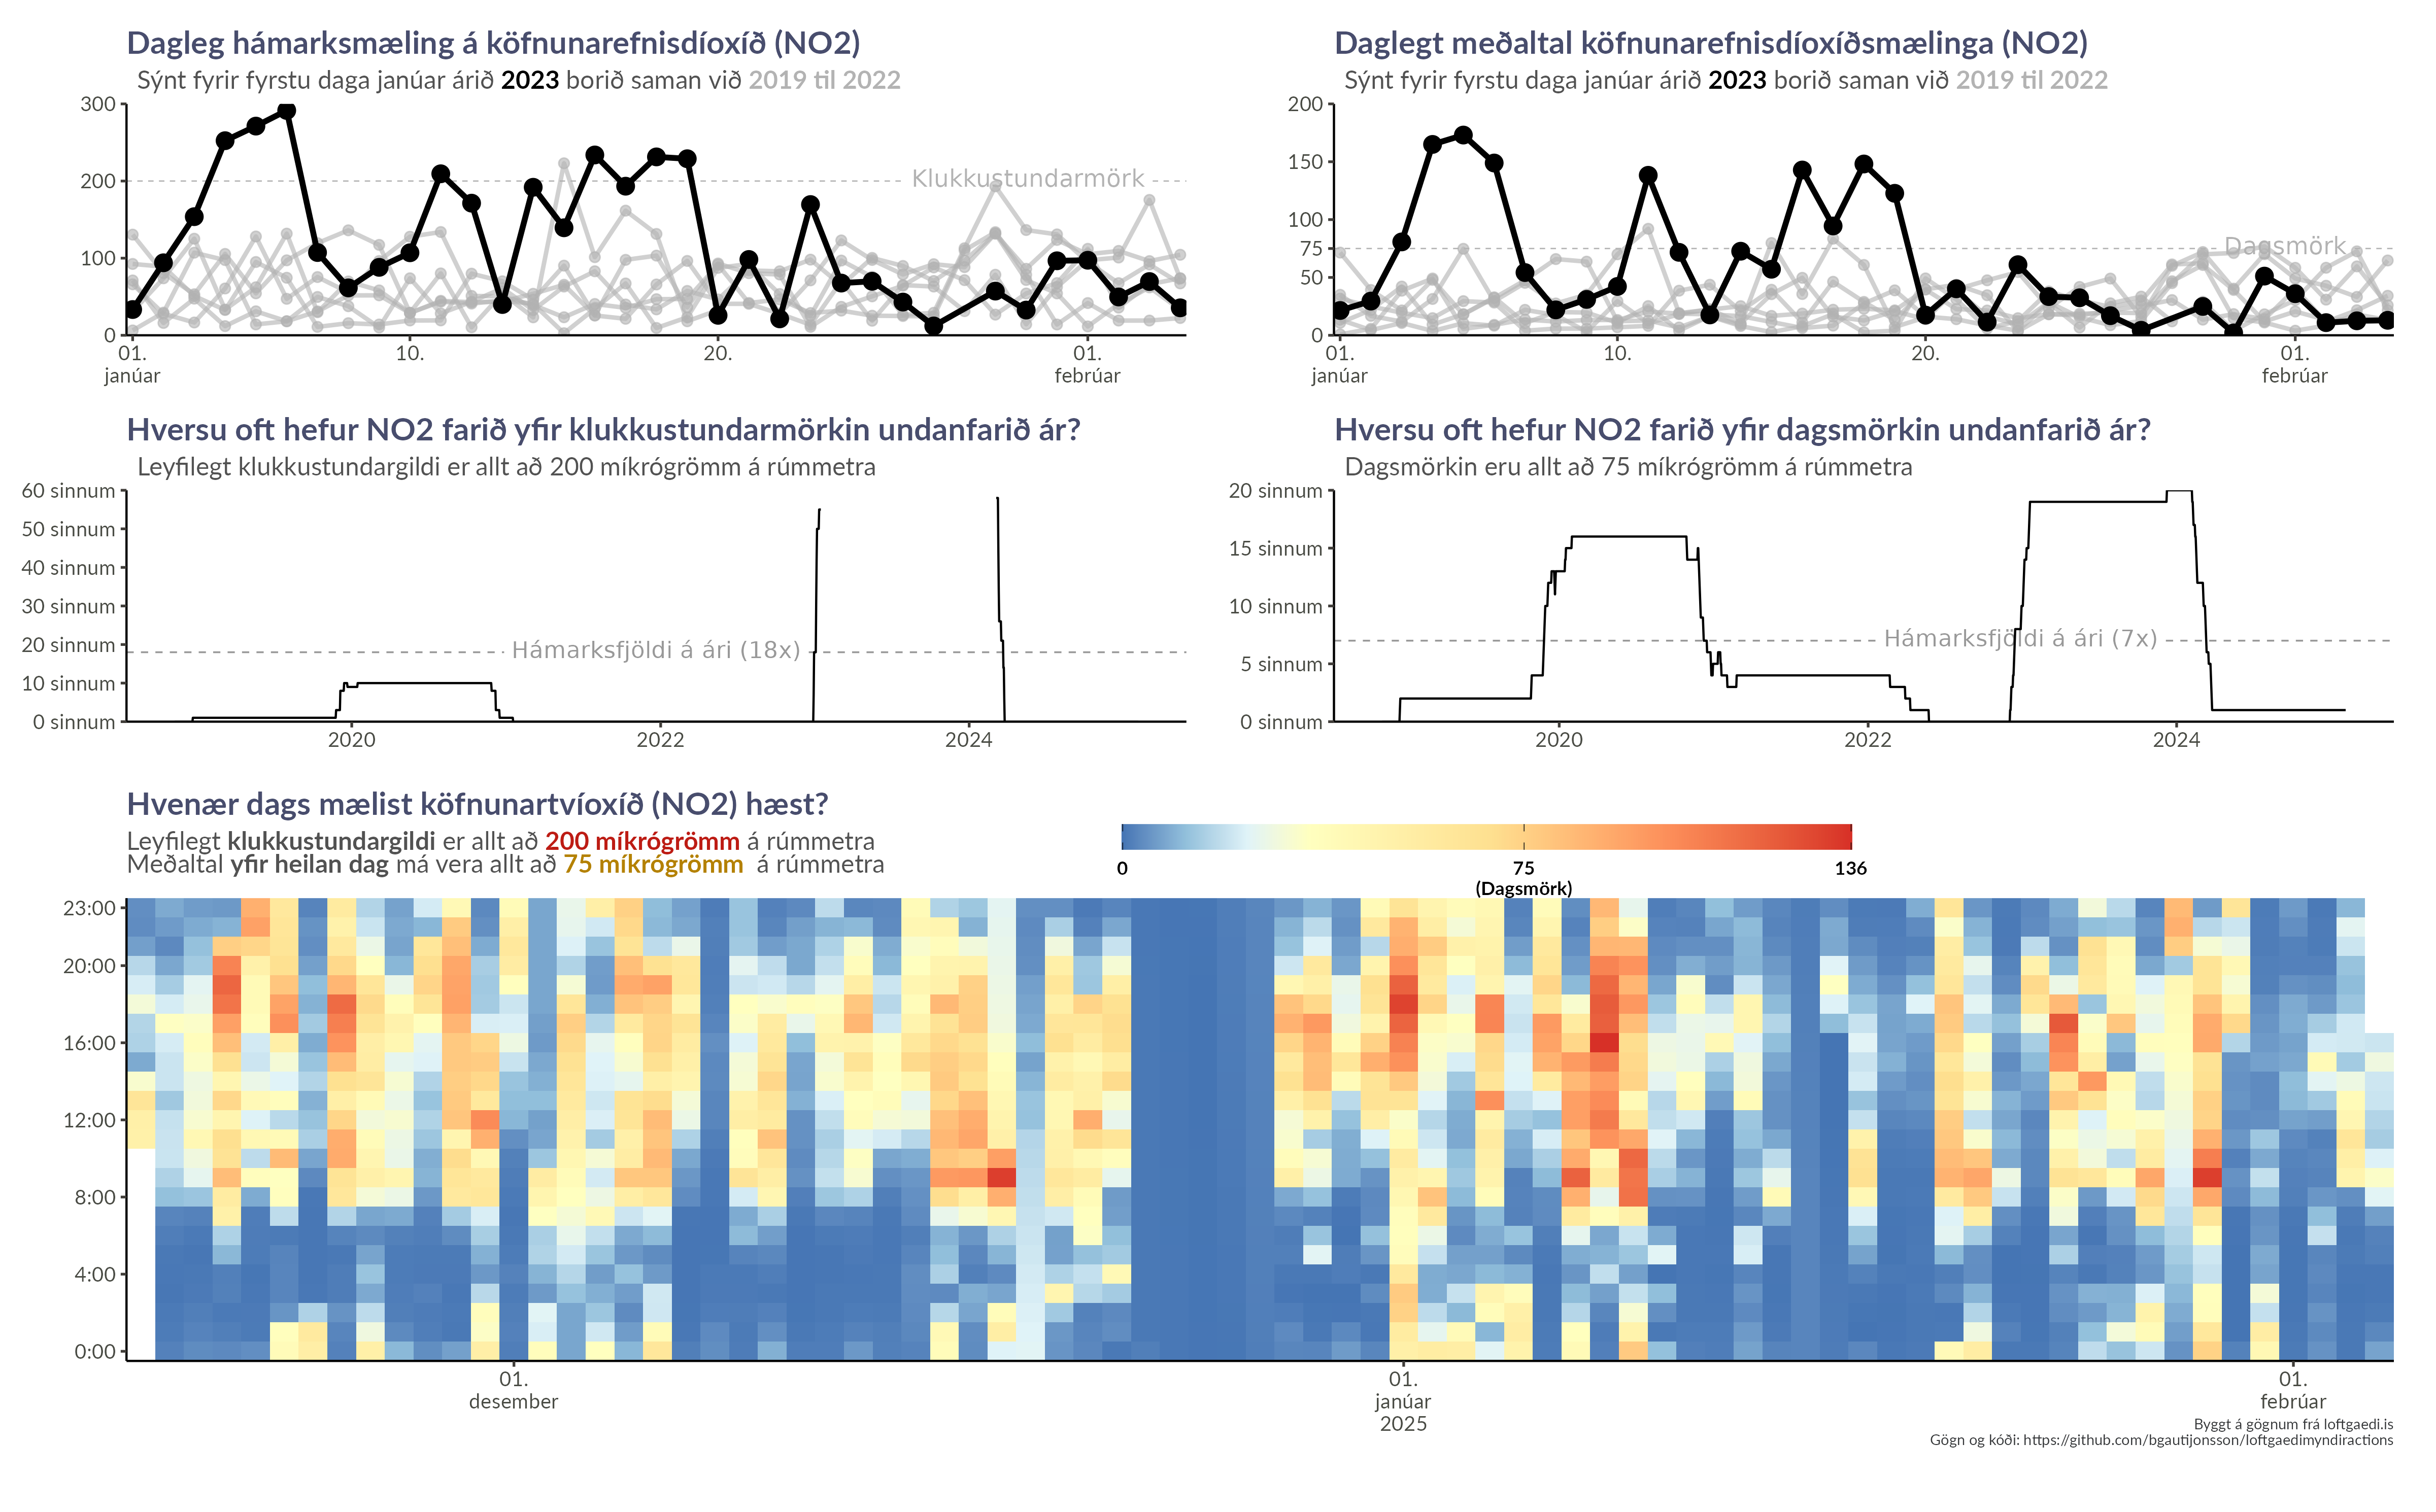 Dagleg hámarksmæling á köfnunarefnisdíoxíð (NO2)
Sýnt fyrir fyrstu daga janúar árið 2023 borið saman við 2019 til 2022
300
200
100
0
Klukkustundarmörk
01.
janúar
10.
20.
01.
febrúar
Daglegt meðaltal köfnunarefnisdíoxíðsmælinga (NO2)
Sýnt fyrir fyrstu daga janúar árið 2023 borið saman við 2019 til 2022
200
150
100
75
50
0
Dagsmörk
01.
janúar
10.
20.
01.
febrúar
Hversu oft hefur NO2 farið yfir klukkustundarmörkin undanfarið ár?
Leyfilegt klukkustundargildi er allt að 200 míkrógrömm á rúmmetra
60 sinnum
50 sinnum
40 sinnum
30 sinnum
20 sinnum
10 sinnum
0 sinnum
Hámarksfjöldi á ári (18x)
2020
2022
2024
Hversu oft hefur NO2 farið yfir dagsmörkin undanfarið ár?
Dagsmörkin eru allt að 75 míkrógrömm á rúmmetra
20 sinnum
15 sinnum
10 sinnum
5 sinnum
0 sinnum
Hámarksfjöldi á ári (7x)
2020
2022
2024
Hvenær dags mælist köfnunartvíoxíð (NO2) hæst?
Leyfilegt klukkustundargildi er allt að 200 míkrógrömm á rúmmetra
Meðaltal yfir heilan dag má vera allt að 75 míkrógrömm á rúmmetra
0
75
(Dagsmörk)
136
23:00
20:00
16:00
12:00
8:00
4:00
0:00
01.
desember
01.
janúar
2025
01.
febrúar
Byggt á gögnum frá loftgaedi.is
Gögn og kóði: https://github.com/bgautijonsson/loftgaedimyndiractions